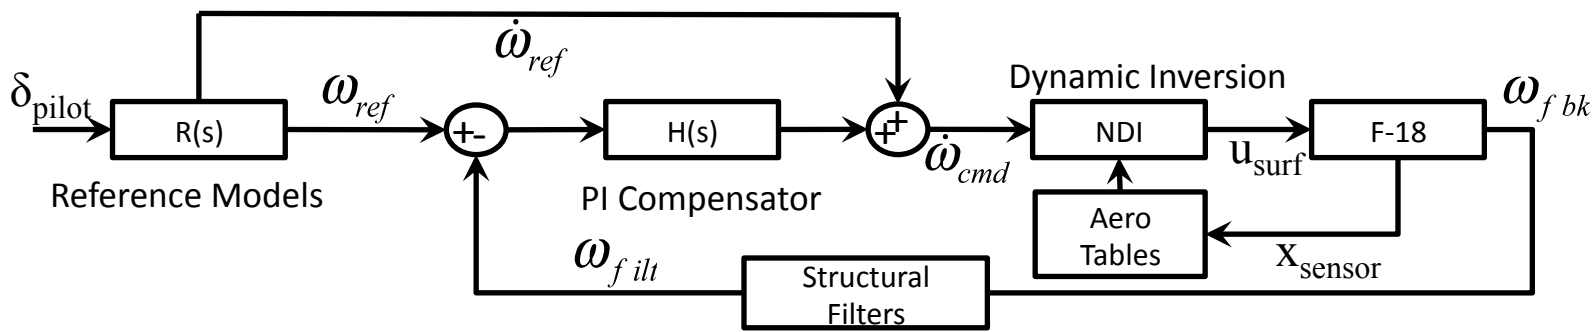 ω̇ref
Dynamic Inversion
δpilot
ωref
ωf bk
R(s)
+-
H(s)
++
NDI
F-18
ω̇cmd
usurf
Reference Models
PI Compensator
Aero
Tables
ωf ilt
xsensor
Structural
Filters